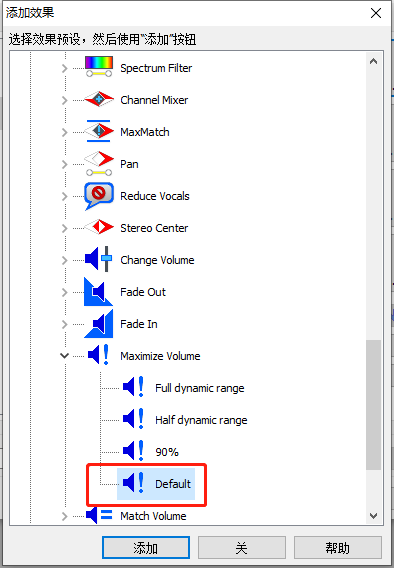 添加效果
选择效果预设，然后使用“添加”按钮
Spectrum Filter
Channel Mixer
MaxMatch
Pan
Reduce Vocals
Stereo Center
Change Volume
Fade Out
Fade In
Maximize Volume
Full dynamic range
Half dynamic range
90%
Default
Match Volume
添加
关
帮助